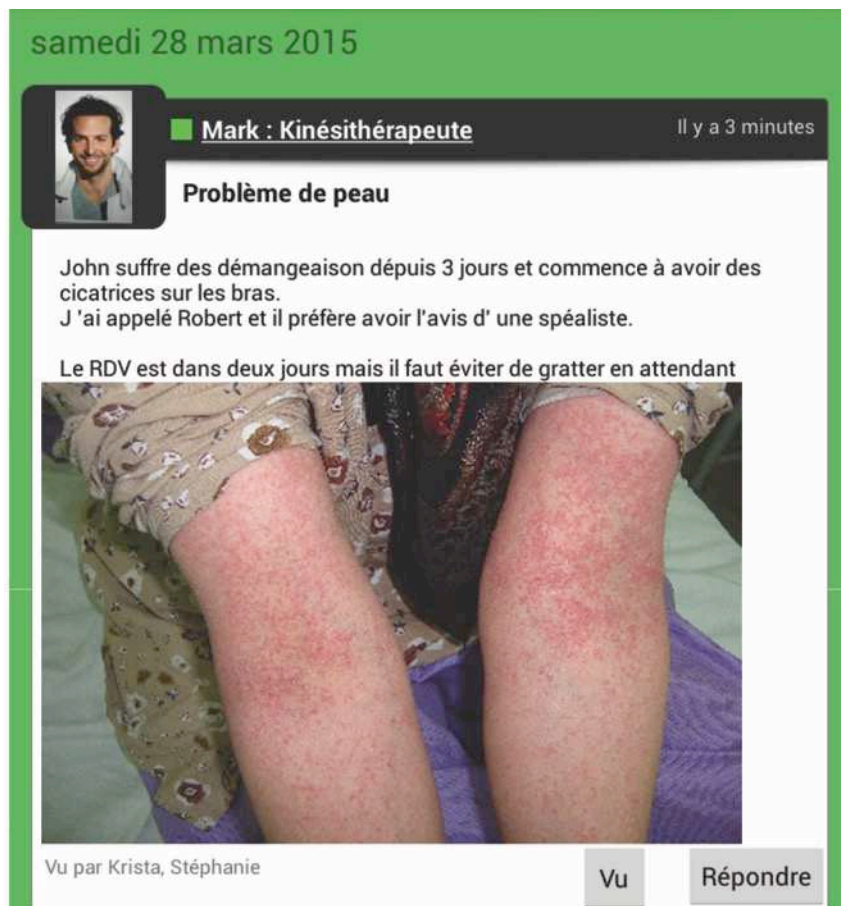 samedi 28 mars 2015
Mark : Kinésithérapeute
Il y a 3 minutes
Problème de peau
John suffre des démangeaison dépuis 3 jours et commence à avoir des
cicatrices sur les bras.
J 'ai appelé Robert et il préfère avoir l'avis d' une spéaliste.
Le RDV est dans deux jours mais il faut éviter de gratter en attendant
Vu par Krista, Stéphanie
Vu
Répondre